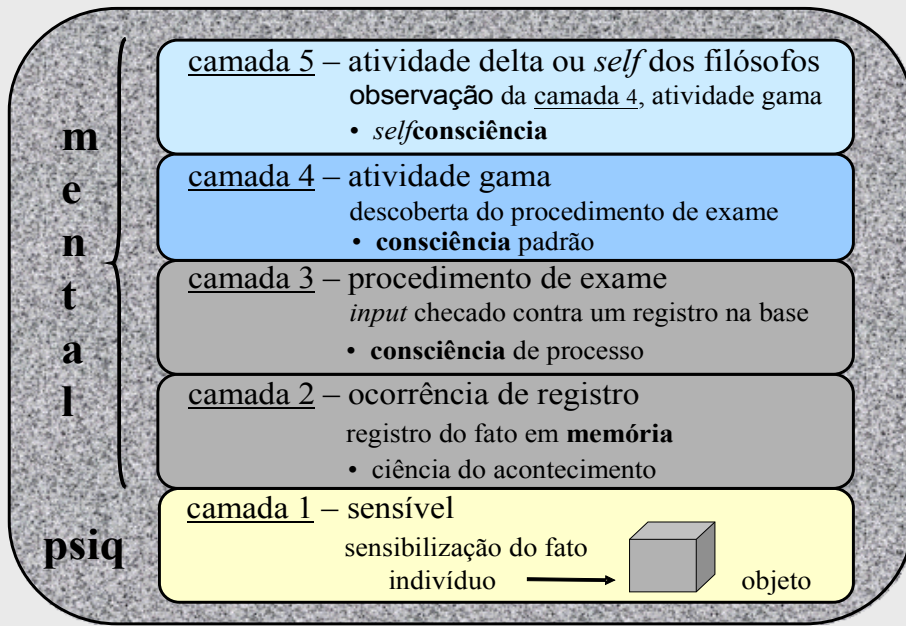 camada 5 – atividade delta ou self dos filósofos
observação da camada 4, atividade gama
• selfconsciência
camada 4 – atividade gama
descoberta do procedimento de exame
• consciência padrão
camada 3 – procedimento de exame
input checado contra um registro na base
• consciência de processo
camada 2 – ocorrência de registro
registro do fato em memória
• ciência do acontecimento
mental
camada 1 – sensível
sensibilização do fato
indivíduo objeto
psiq